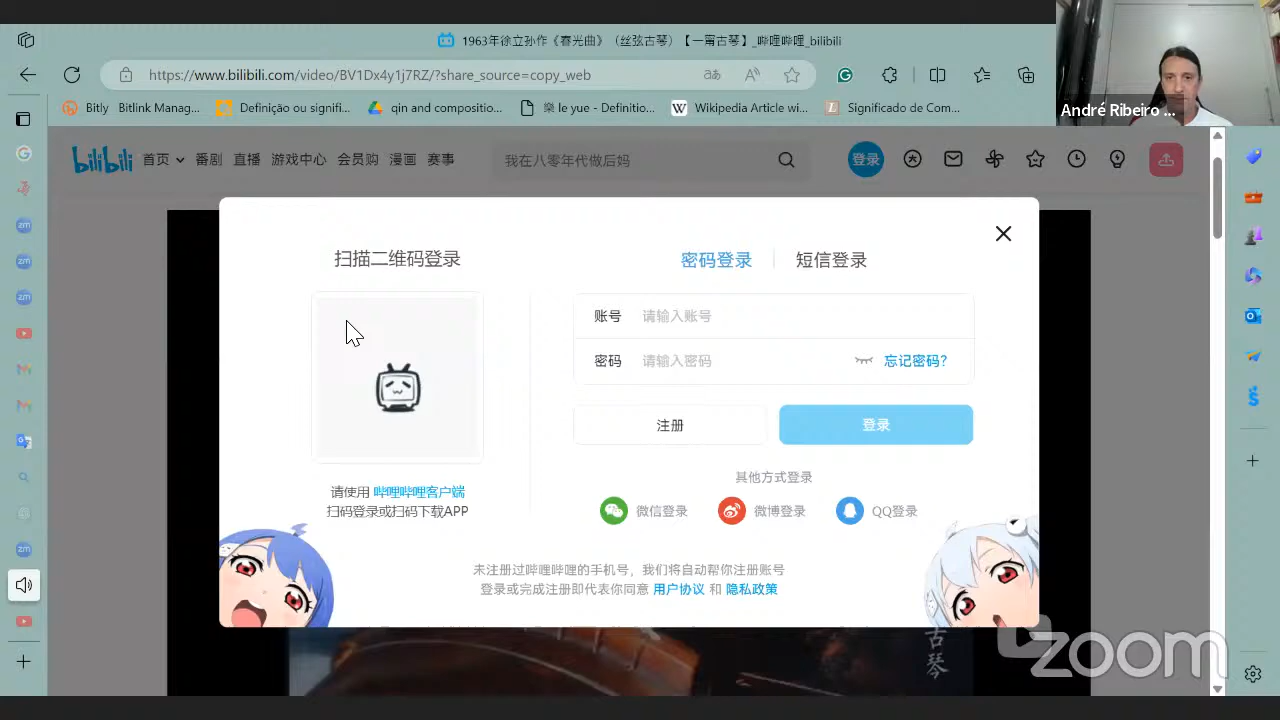 1963年徐立孙作《春光曲》（丝弦古琴）【一宵古琴】_哔哩哔哩_bilibili
https://www.bilibili.com/video/BV1Dx4y1j7RZ/?share_source=copy_web
André Ribeiro ...
Bitly Bitlink Manag... Definição ou signifi... qin and compositio... 樂 le yue - Definitio... Wikipedia Article wi... Significado de Com...
bilibili 首页 番剧 直播 游戏中心 会员购 漫画 赛事 我在八零年代做后妈 登录
扫描二维码登录
密码登录 短信登录
账号 请输入账号
密码 请输入密码 忘记密码？
注册 登录
其他方式登录
微信登录 微博登录 QQ登录
请使用 哔哩哔哩客户端
扫码登录或扫码下载APP
未注册过哔哩哔哩的手机号，我们将自动帮你注册账号
登录或完成注册即代表你同意 用户协议 和 隐私政策
古琴
zoom